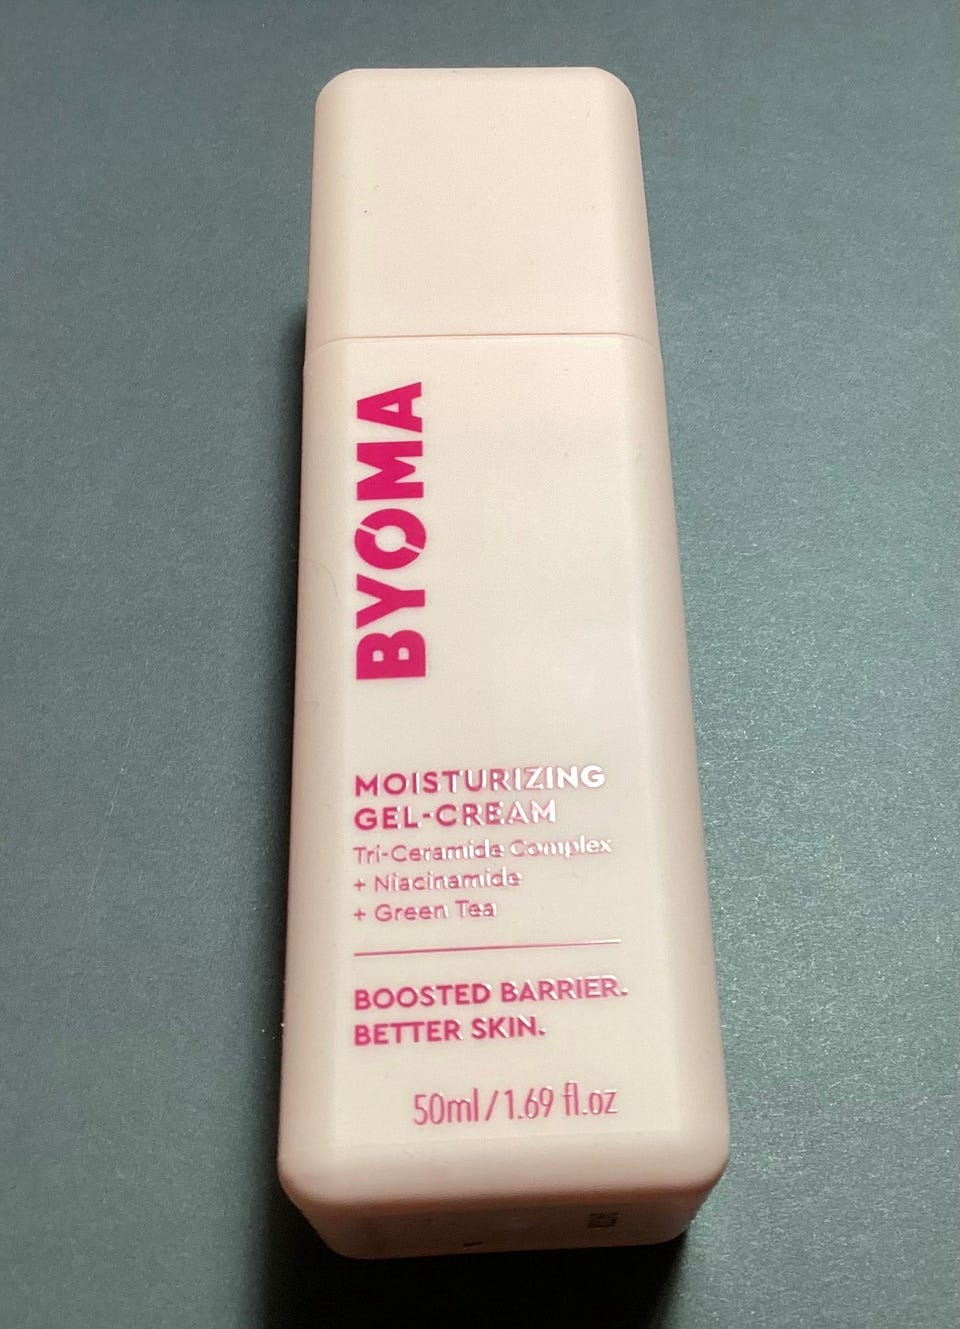 BYOMA
MOISTURIZING
GEL-CREAM
Tri-Ceramide Complex
+ Niacinamide
+ Green Tea
BOOSTED BARRIER.
BETTER SKIN.
50ml/1.69 fl.oz